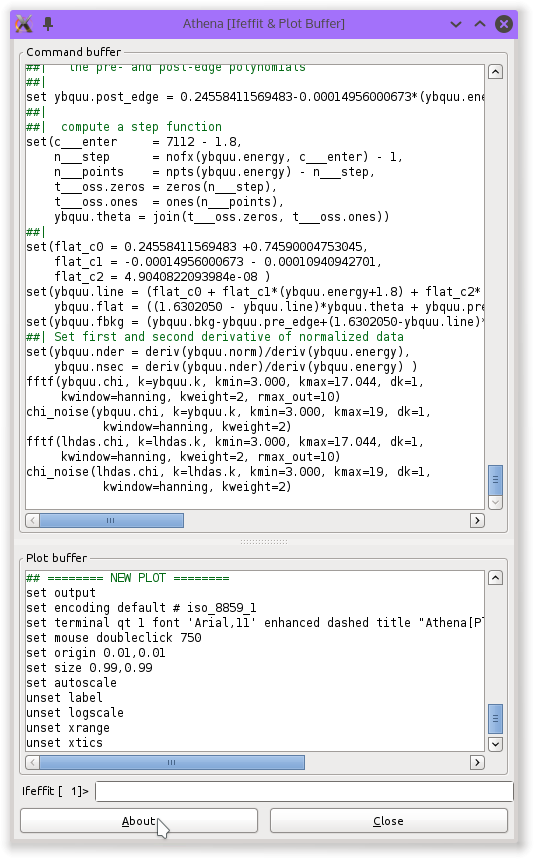 Athena [Ifeffit & Plot Buffer]
Command buffer
##|   the pre- and post-edge polynomials
##|
set ybquu.post_edge = 0.24558411569483-0.00014956000673*(ybquu.ene
##|
##|  compute a step function
set(c___enter     = 7112 - 1.8,
    n___step      = nofx(ybquu.energy, c___enter) - 1,
    n___points    = npts(ybquu.energy) - n___step,
    t___oss.zeros = zeros(n___step),
    t___oss.ones  = ones(n___points),
    ybquu.theta = join(t___oss.zeros, t___oss.ones))
##|
set(flat_c0 = 0.24558411569483 +0.74590004753045,
    flat_c1 = -0.00014956000673 - 0.00010940942701,
    flat_c2 = 4.9040822093984e-08 )
set(ybquu.line = (flat_c0 + flat_c1*(ybquu.energy+1.8) + flat_c2*
    ybquu.flat = ((1.6302050 - ybquu.line)*ybquu.theta + ybquu.pre
set(ybquu.fbkg = (ybquu.bkg-ybquu.pre_edge+(1.6302050-ybquu.line)*
##| Set first and second derivative of normalized data
set(ybquu.nder = deriv(ybquu.norm)/deriv(ybquu.energy),
    ybquu.nsec = deriv(ybquu.nder)/deriv(ybquu.energy) )
fftf(ybquu.chi, k=ybquu.k, kmin=3.000, kmax=17.044, dk=1,
     kwindow=hanning, kweight=2, rmax_out=10)
chi_noise(ybquu.chi, k=ybquu.k, kmin=3.000, kmax=19, dk=1,
           kwindow=hanning, kweight=2)
fftf(lhdas.chi, k=lhdas.k, kmin=3.000, kmax=17.044, dk=1,
     kwindow=hanning, kweight=2, rmax_out=10)
chi_noise(lhdas.chi, k=lhdas.k, kmin=3.000, kmax=19, dk=1,
           kwindow=hanning, kweight=2)
Plot buffer
## ======== NEW PLOT ========
set output
set encoding default # iso_8859_1
set terminal qt 1 font 'Arial,11' enhanced dashed title "Athena[Pl
set mouse doubleclick 750
set origin 0.01,0.01
set size 0.99,0.99
set autoscale
unset label
unset logscale
unset xrange
unset xtics
Ifeffit [  1]>
About
Close